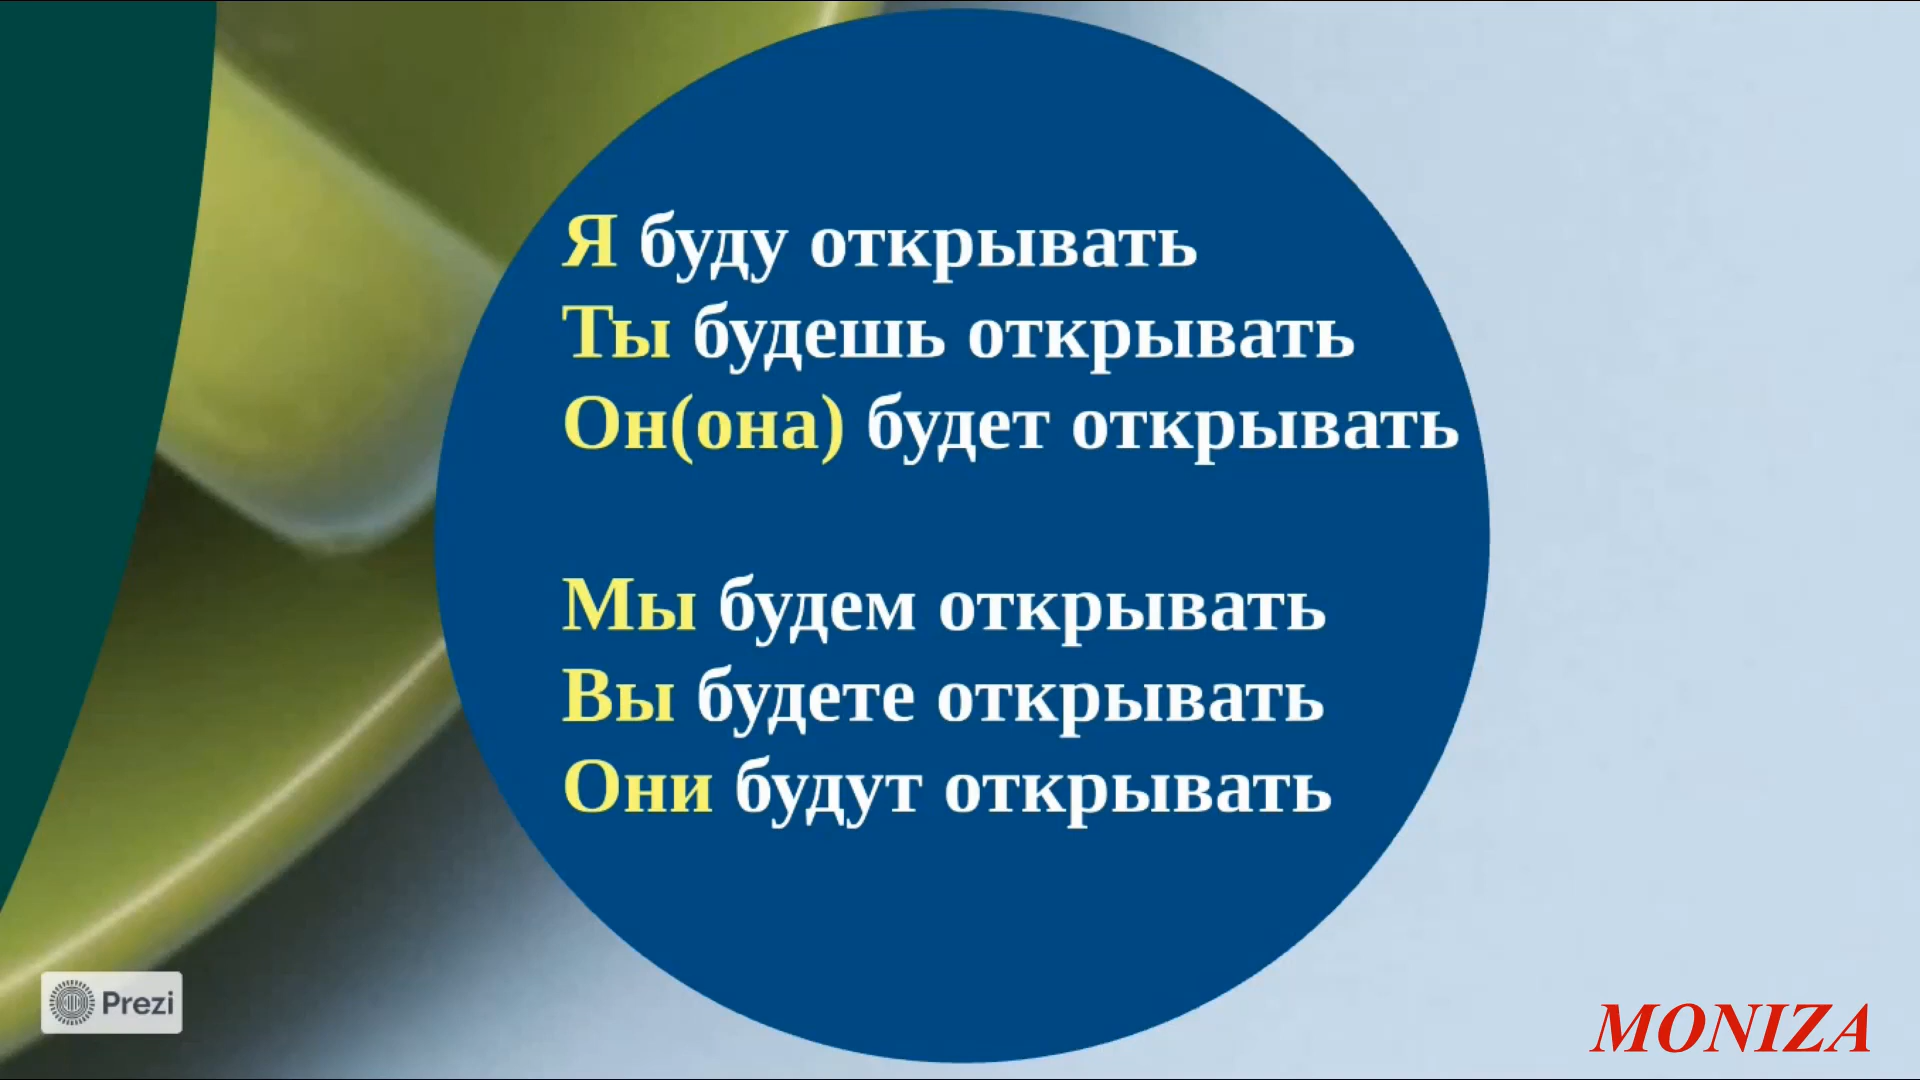 Я буду открывать
Ты будешь открывать
Он(она) будет открывать
Мы будем открывать
Вы будете открывать
Они будут открывать
Prezi
MONIZA